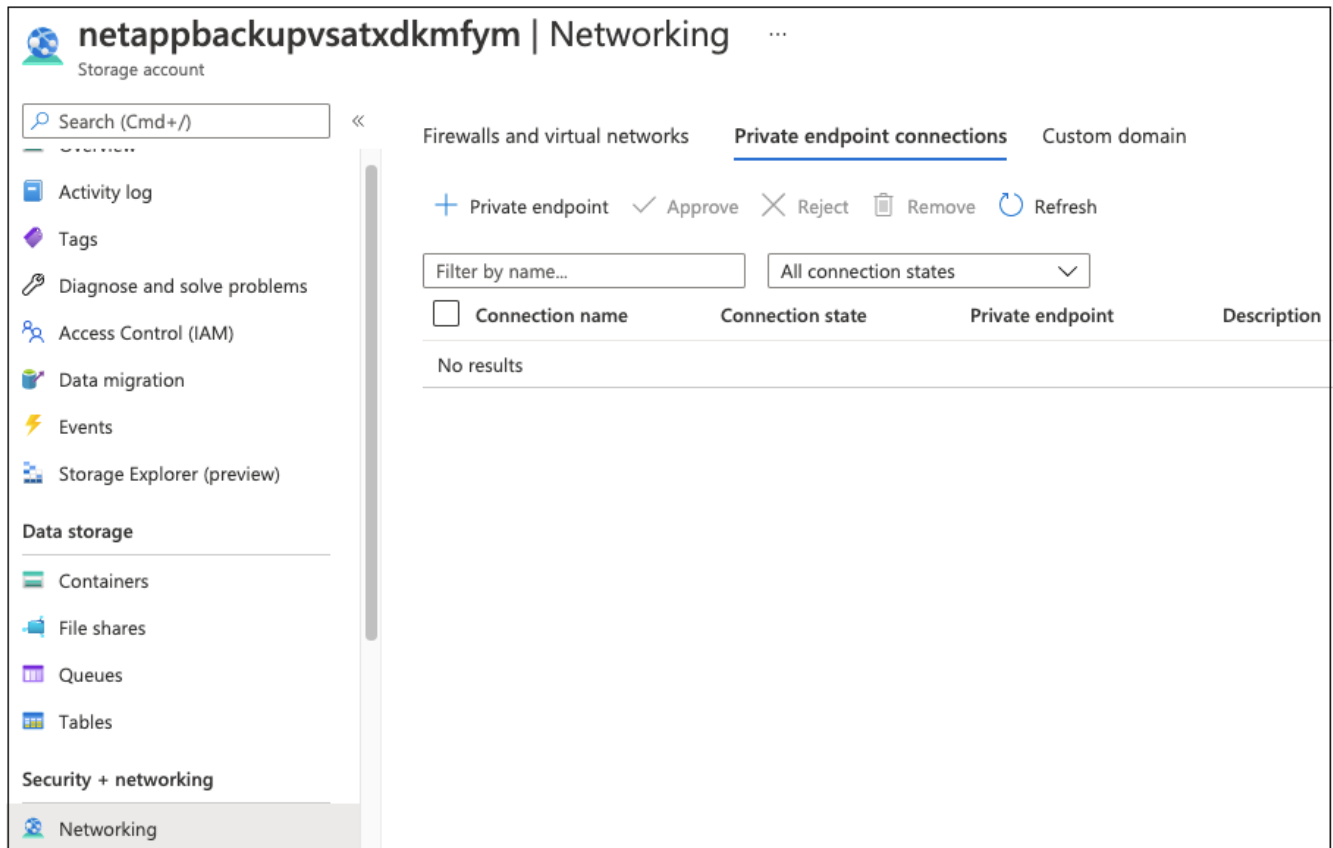 netappbackupvsatxdkmfym | Networking ...
Storage account
Search (Cmd+/)
«
Overview
Activity log
Tags
Diagnose and solve problems
Access Control (IAM)
Data migration
Events
Storage Explorer (preview)
Data storage
Containers
File shares
Queues
Tables
Security + networking
Networking
Firewalls and virtual networks Private endpoint connections Custom domain
Private endpoint Approve Reject Remove Refresh
Filter by name... All connection states
Connection name Connection state Private endpoint Description
No results